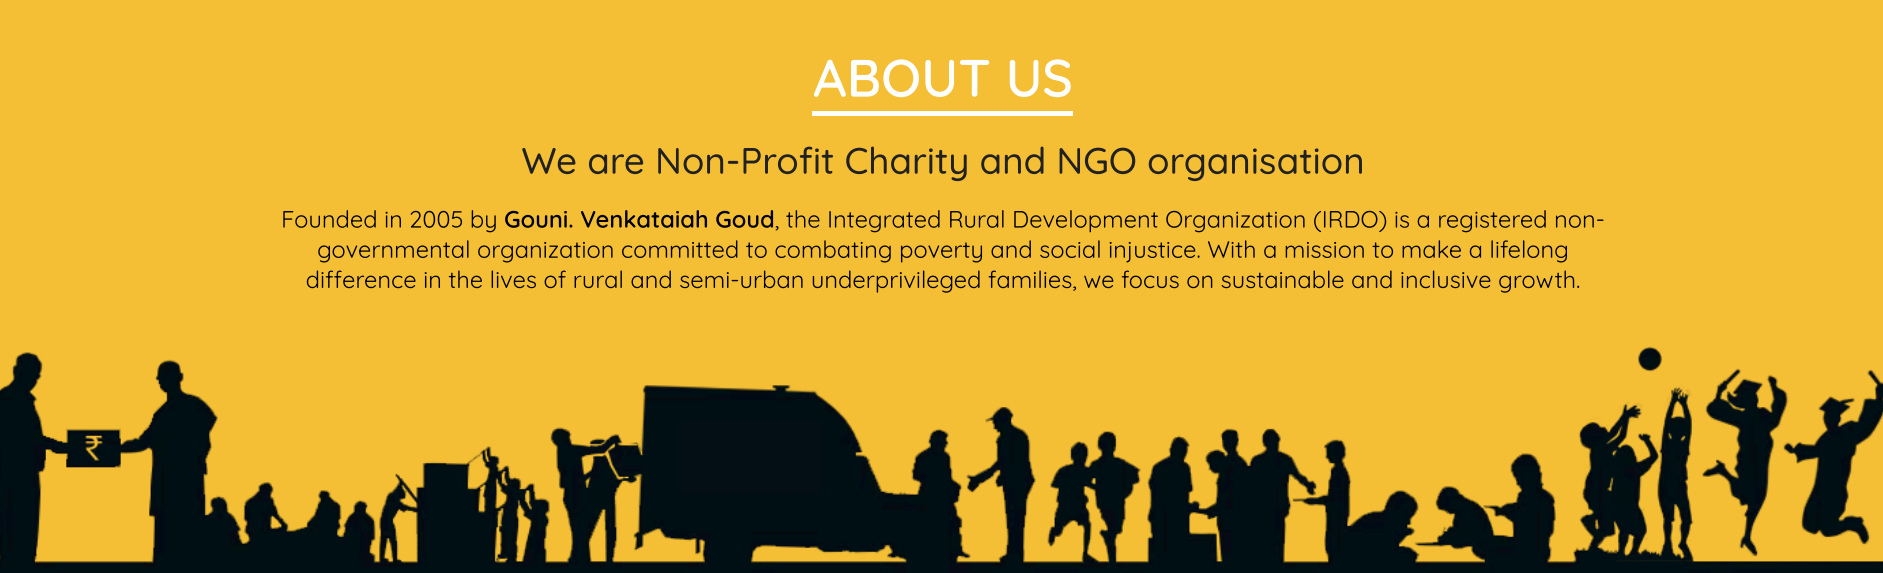 ABOUT US
We are Non-Profit Charity and NGO organisation
Founded in 2005 by Gouni. Venkataiah Goud, the Integrated Rural Development Organization (IRDO) is a registered non-
governmental organization committed to combating poverty and social injustice. With a mission to make a lifelong
difference in the lives of rural and semi-urban underprivileged families, we focus on sustainable and inclusive growth.
₹